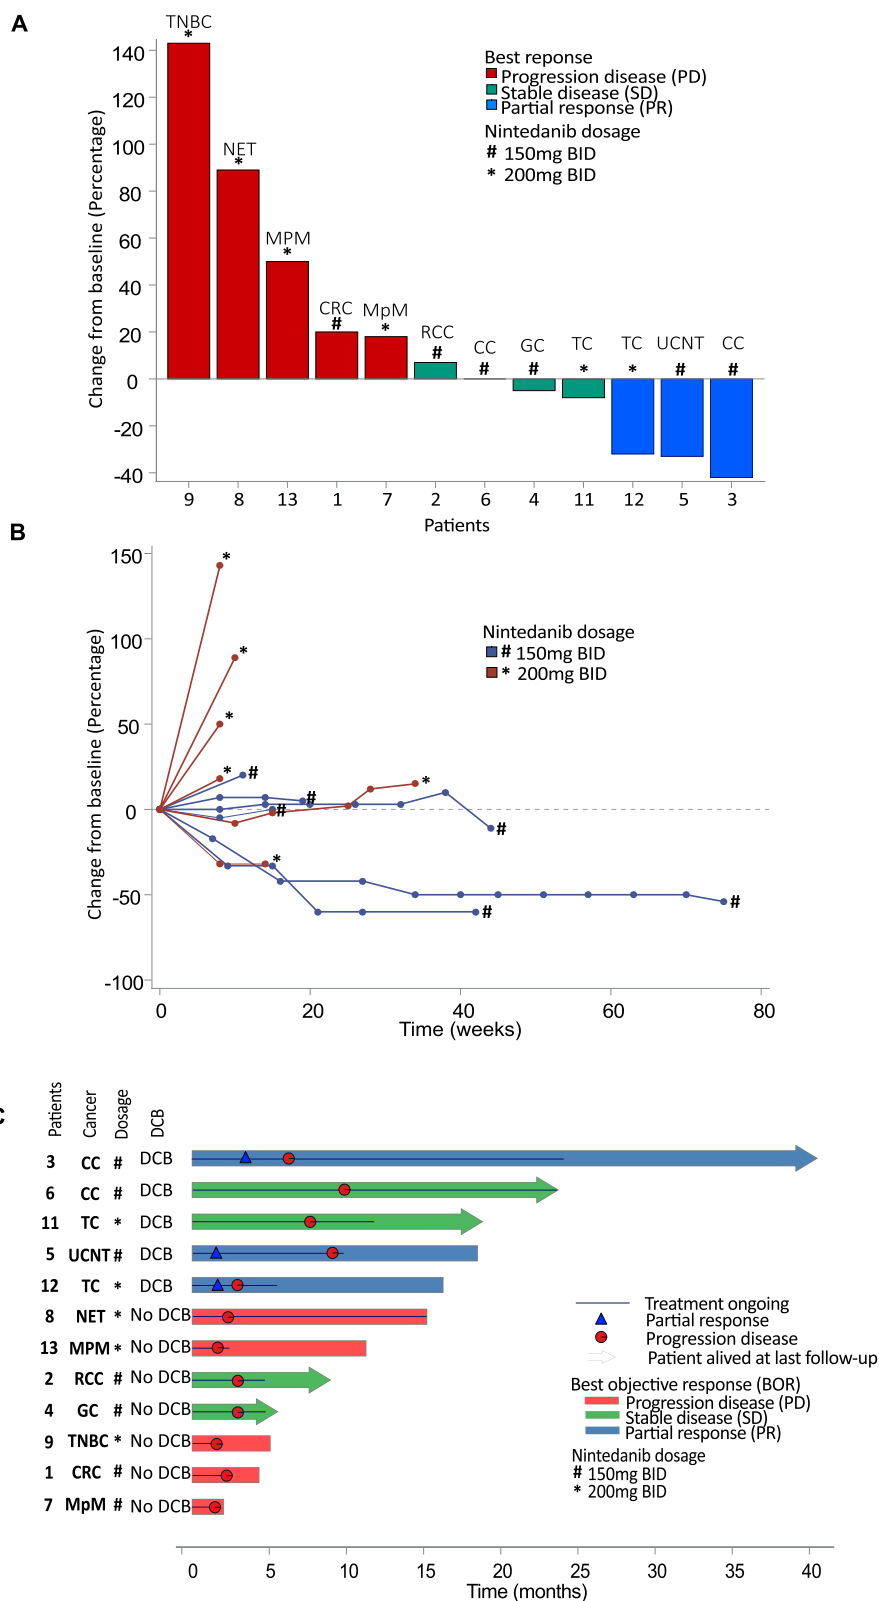 A
TNBC
*
NET
*
MPM
*
CRC
#
MpM
*
RCC
#
CC
#
GC
#
TC
*
TC
*
UCNT
#
CC
#
Best reponse
Progression disease (PD)
Stable disease (SD)
Partial response (PR)
Nintedanib dosage
# 150mg BID
* 200mg BID
Change from baseline (Percentage)
140
120
100
80
60
40
20
0
-20
-40
9 8 13 1 7 2 6 4 11 12 5 3
Patients
B
150
100
50
0
-50
-100
Change from baseline (Percentage)
*
*
*
*
#
#
#
*
#
*
#
#
Nintedanib dosage
# 150mg BID
* 200mg BID
0 20 40 60 80
Time (weeks)
C
Patients Cancer Dosage DCB
3 CC # DCB
6 CC # DCB
11 TC * DCB
5 UCNT # DCB
12 TC * DCB
8 NET * No DCB
13 MPM * No DCB
2 RCC # No DCB
4 GC # No DCB
9 TNBC * No DCB
1 CRC # No DCB
7 MpM # No DCB
Treatment ongoing
Partial response
Progression disease
Patient alived at last follow-up
Best objective response (BOR)
Progression disease (PD)
Stable disease (SD)
Partial response (PR)
Nintedanib dosage
# 150mg BID
* 200mg BID
0 5 10 15 20 25 30 35 40
Time (months)